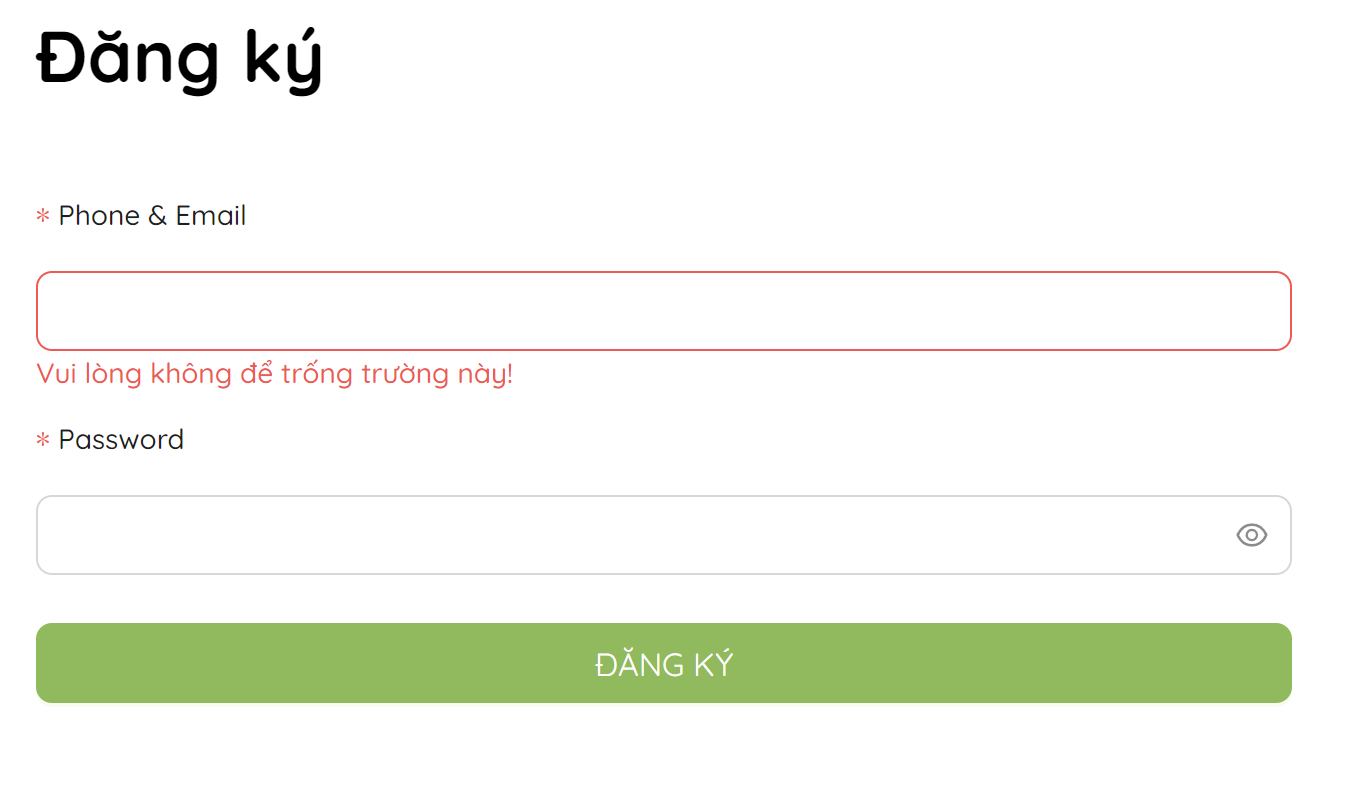 Đăng ký
* Phone & Email
Vui lòng không để trống trường này!
* Password
ĐĂNG KÝ